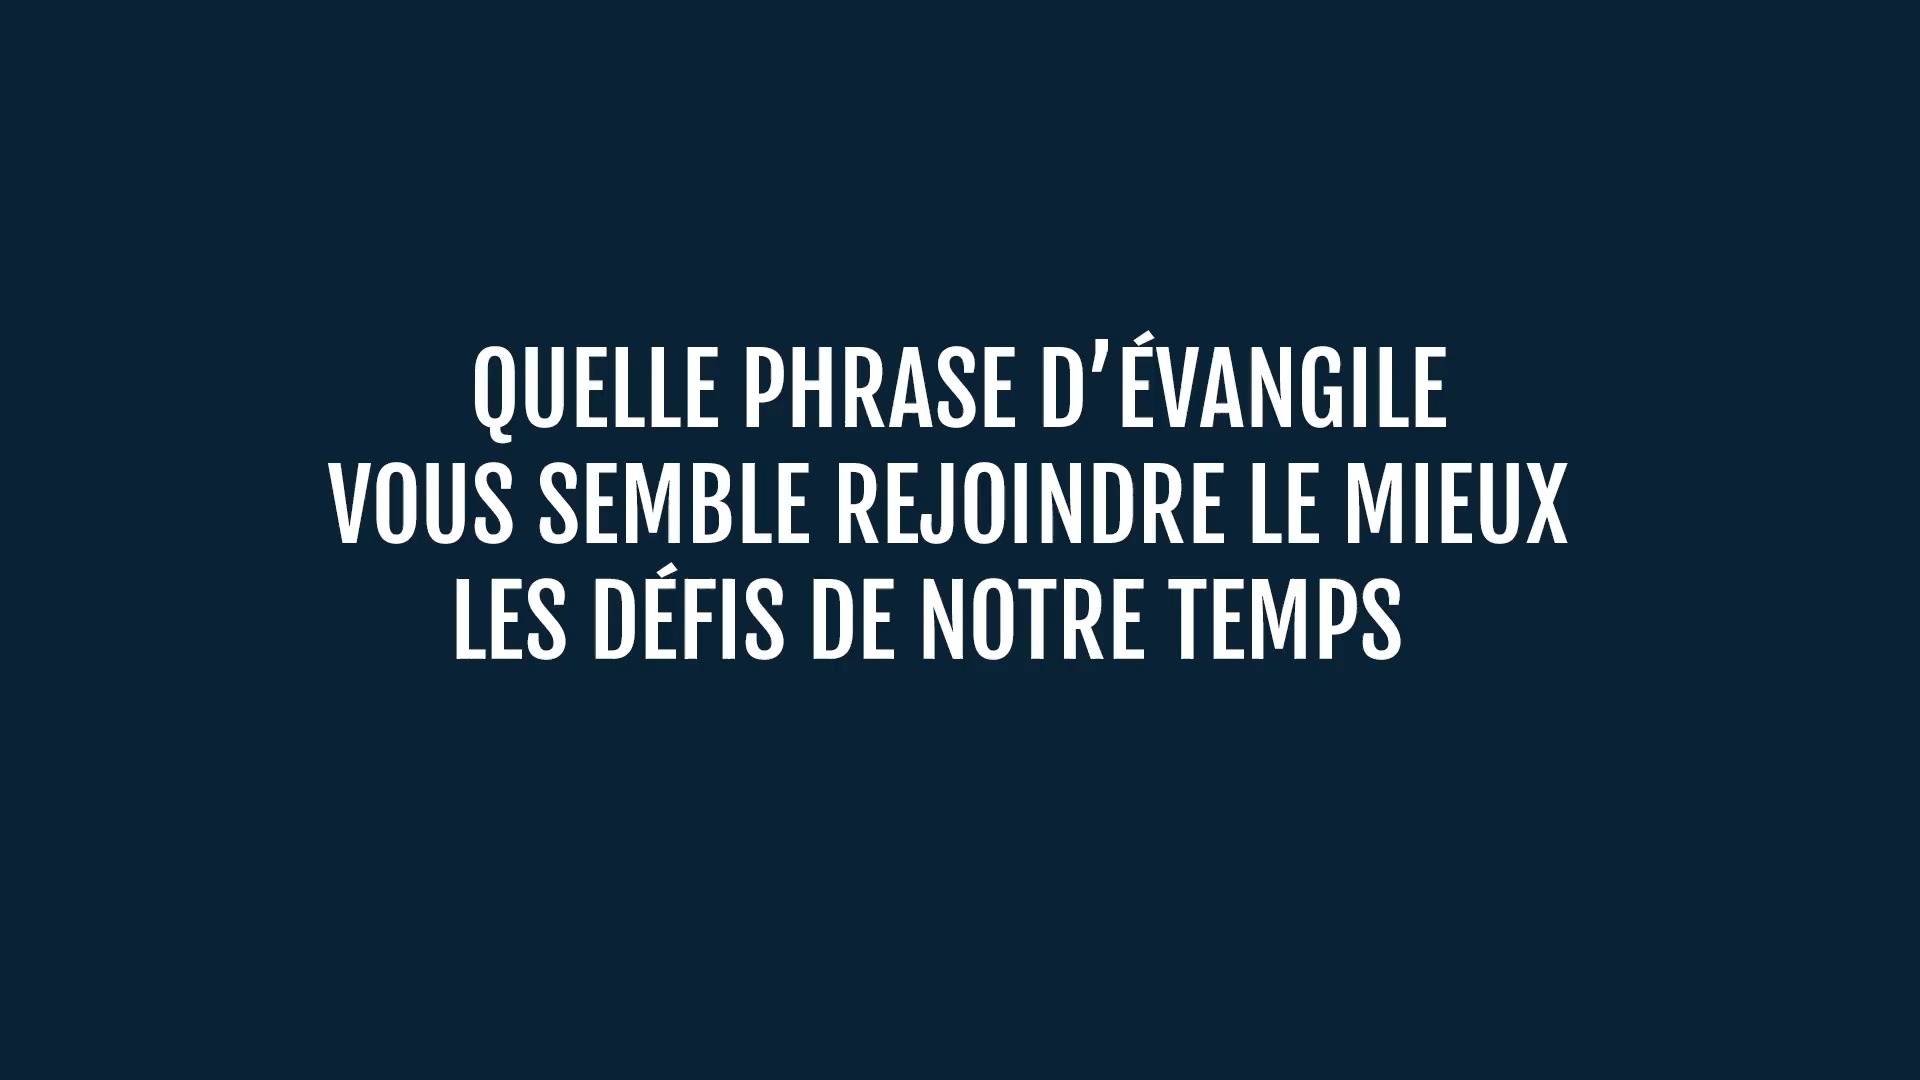 QUELLE PHRASE D’ÉVANGILE
VOUS SEMBLE REJOINDRE LE MIEUX
LES DÉFIS DE NOTRE TEMPS